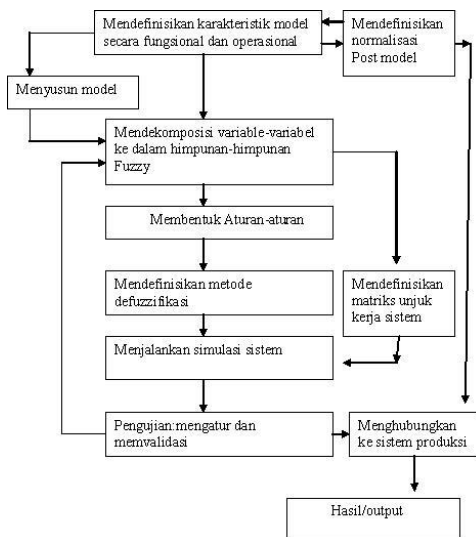 Mendefinisikan karakteristik model
secara fungsional dan operasional
Mendefinisikan
normalisasi
Post model
Menyusun model
Mendekomposisi variable-variabel
ke dalam himpunan-himpunan
Fuzzy
Membentuk Aturan-aturan
Mendefinisikan metode
defuzzifikasi
Mendefinisikan
matriks unjuk
kerja sistem
Menjalankan simulasi sistem
Pengujian:mengatur dan
memvalidasi
Menghubungkan
ke sistem produksi
Hasil/output